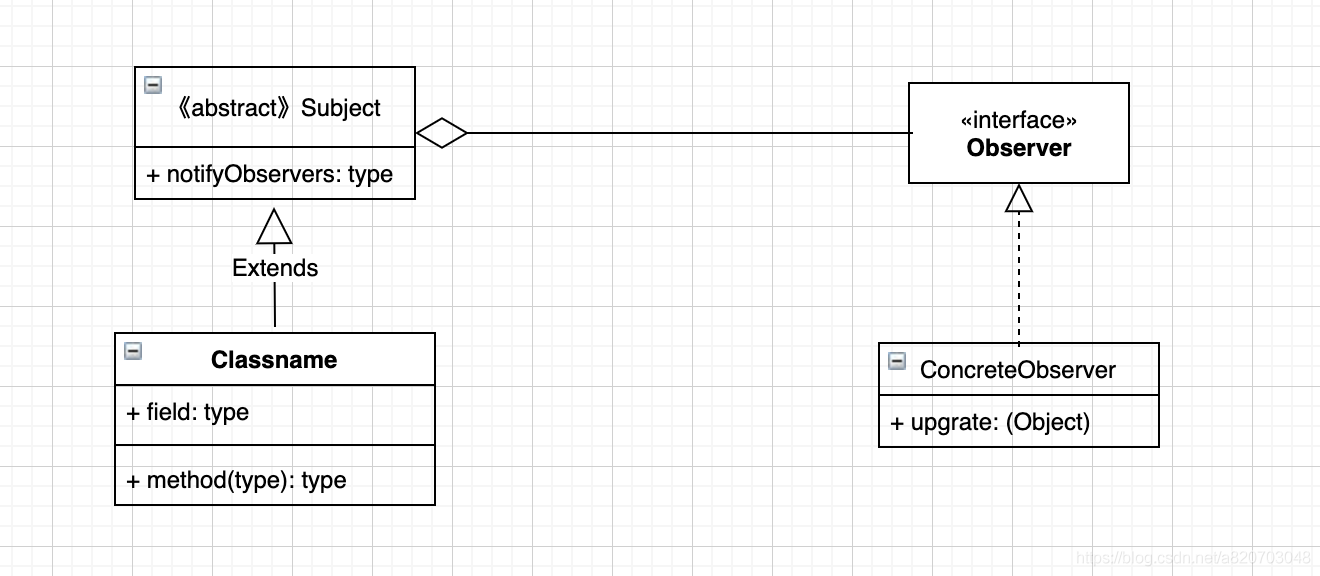 《abstract》Subject
+ notifyObservers: type
«interface»
Observer
Extends
Classname
+ field: type
+ method(type): type
ConcreteObserver
+ upgrate: (Object)
https://blog.csdn.net/a820703048